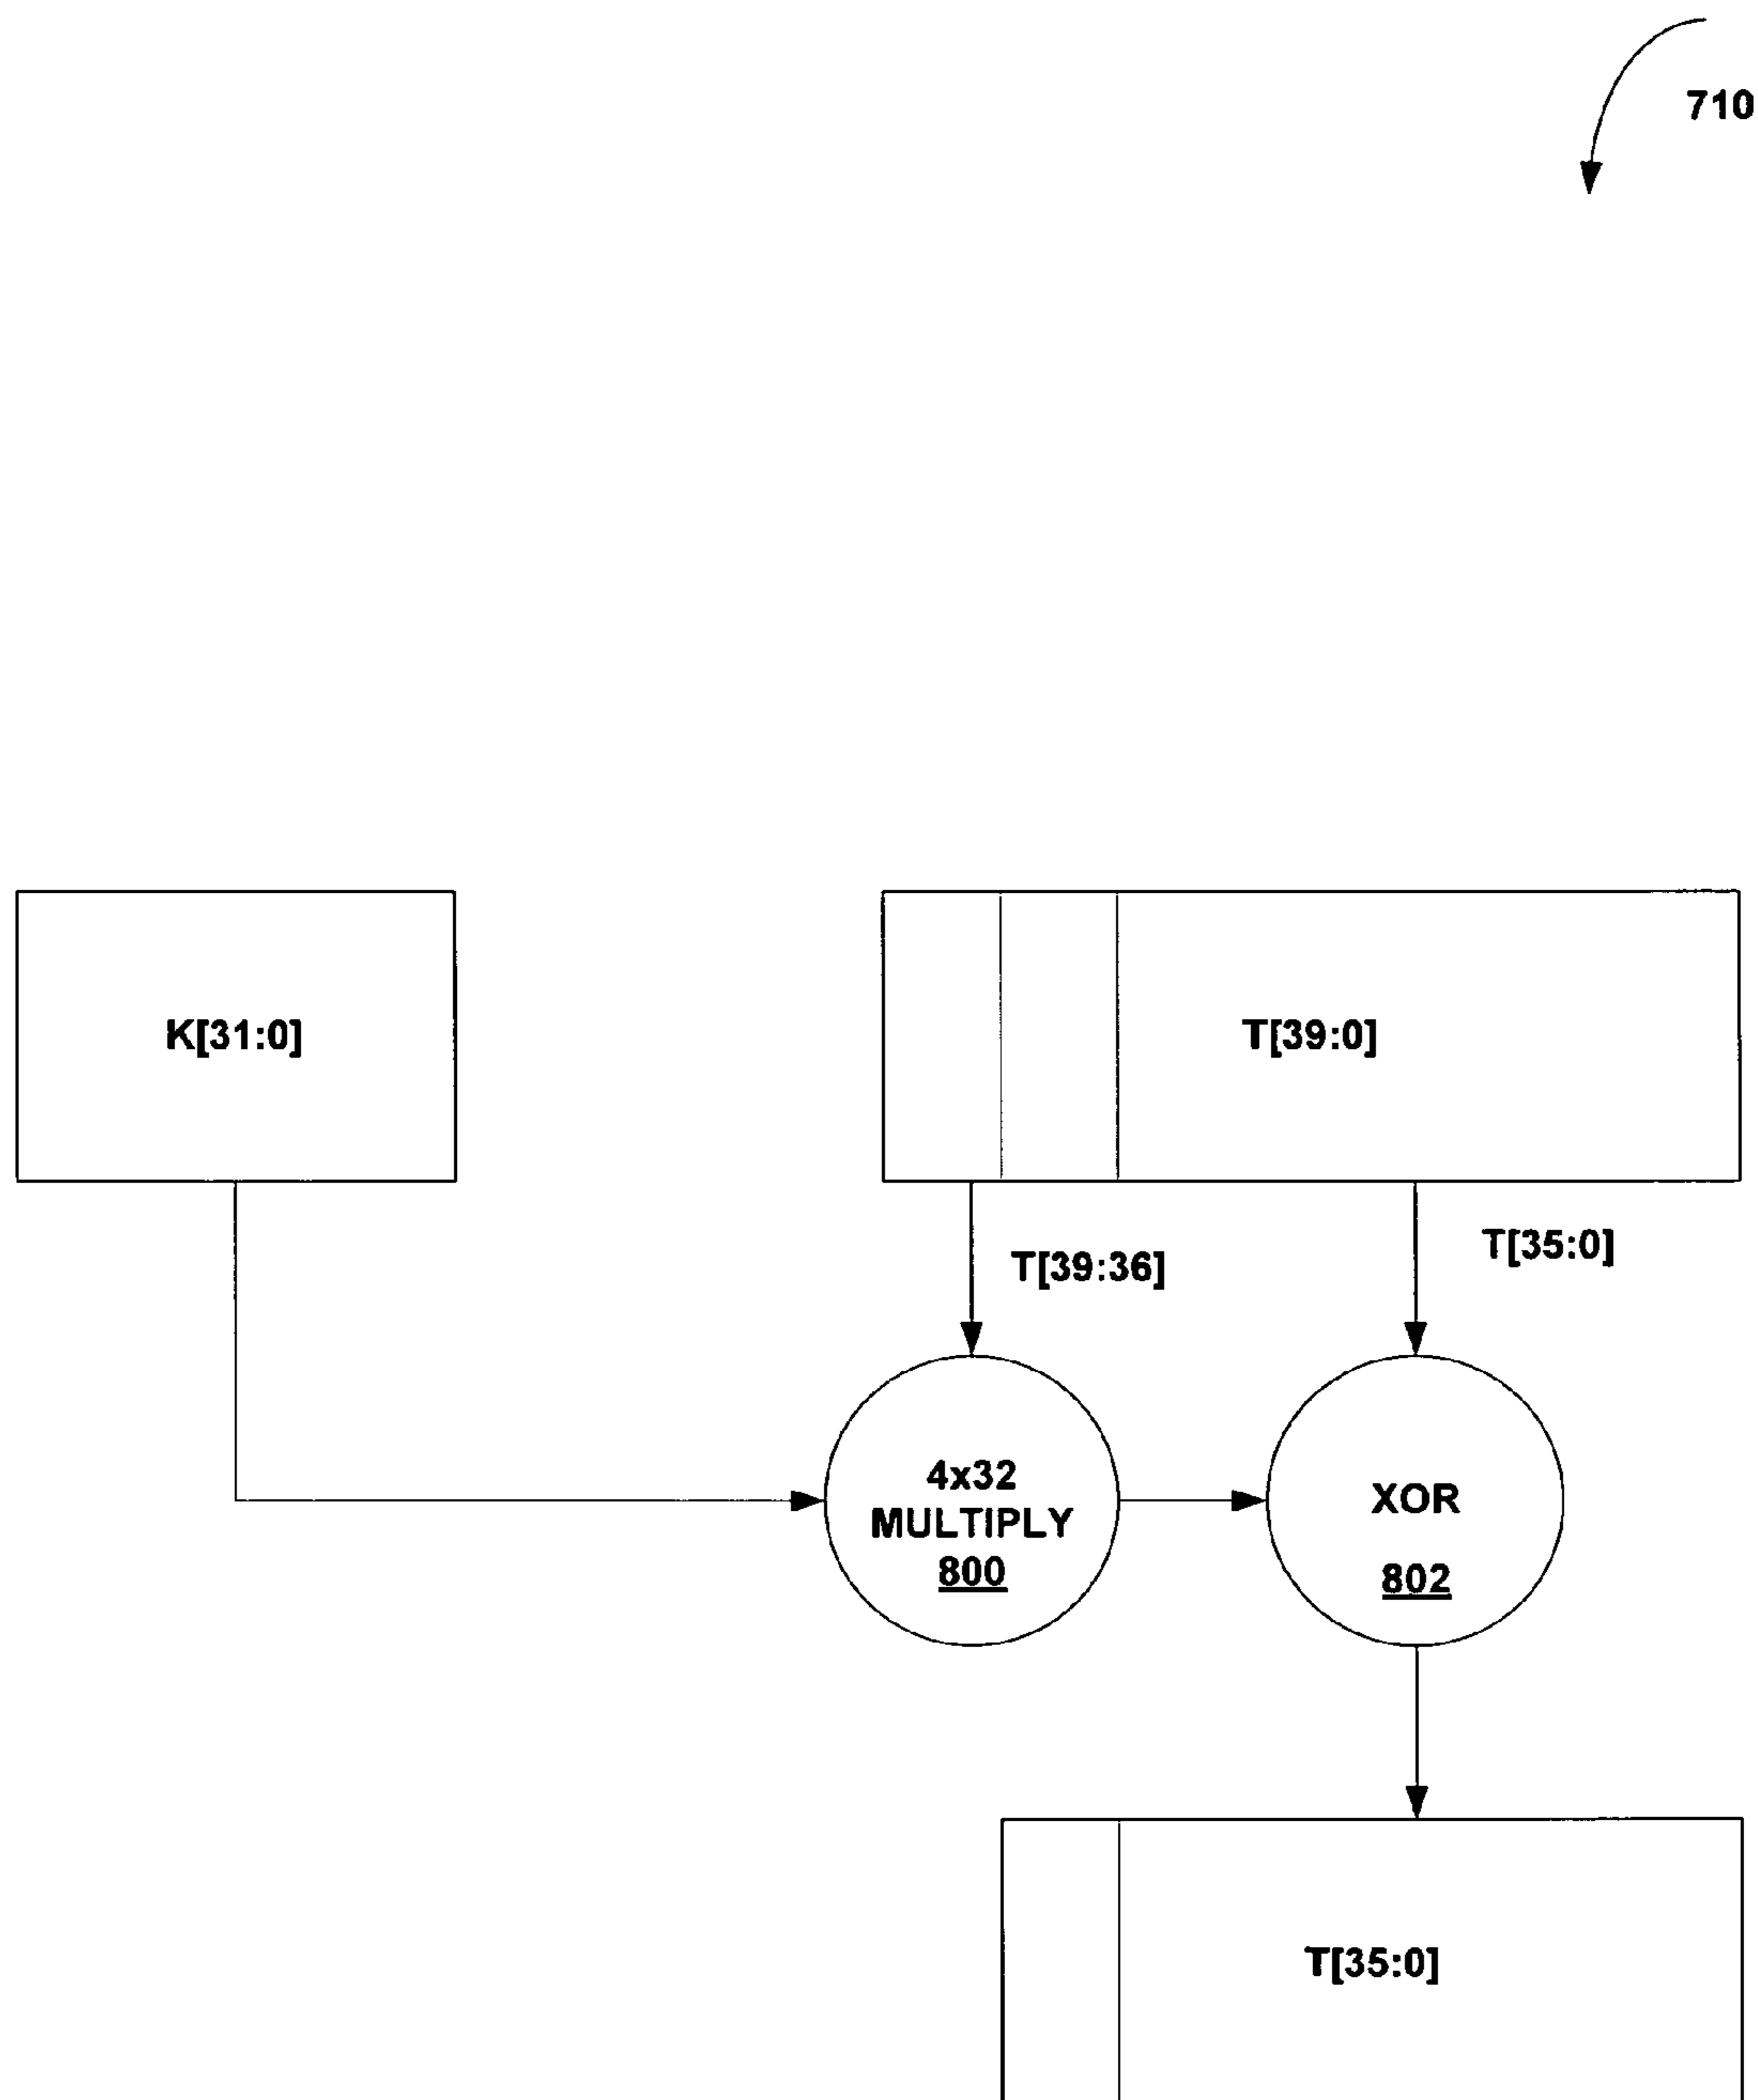 710
K[31:0]
T[39:0]
T[39:36]
T[35:0]
4x32
MULTIPLY
800
XOR
802
T[35:0]